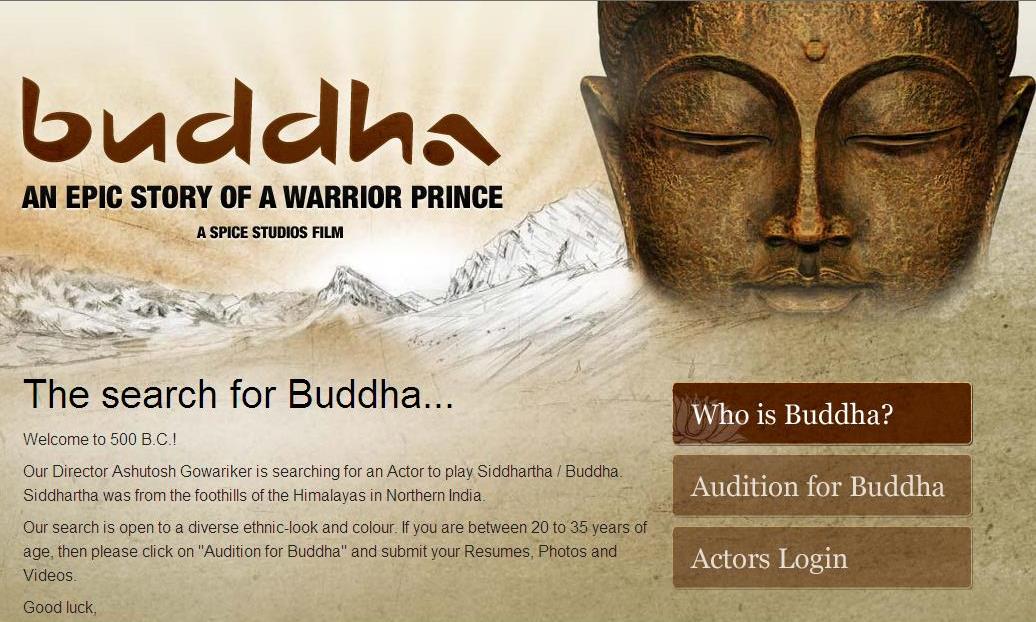 buddha
AN EPIC STORY OF A WARRIOR PRINCE
A SPICE STUDIOS FILM
The search for Buddha...
Welcome to 500 B.C.!
Our Director Ashutosh Gowariker is searching for an Actor to play Siddhartha / Buddha.
Siddhartha was from the foothills of the Himalayas in Northern India.
Our search is open to a diverse ethnic-look and colour. If you are between 20 to 35 years of
age, then please click on "Audition for Buddha" and submit your Resumes, Photos and
Videos.
Good luck,
Who is Buddha?
Audition for Buddha
Actors Login